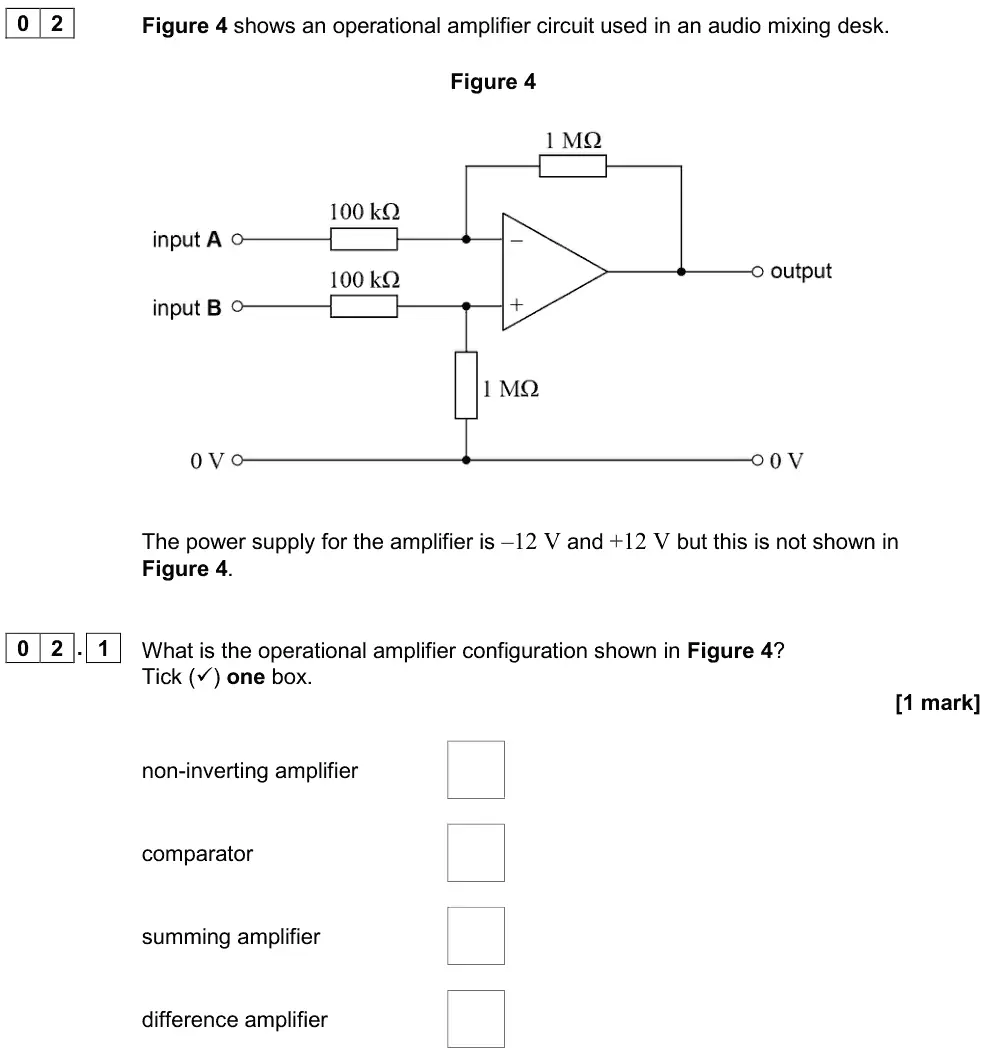 0 2 Figure 4 shows an operational amplifier circuit used in an audio mixing desk.
Figure 4
1 MΩ
100 kΩ
input A
−
output
100 kΩ
input B
+
1 MΩ
0 V
0 V
The power supply for the amplifier is –12 V and +12 V but this is not shown in
Figure 4.
0 2 . 1 What is the operational amplifier configuration shown in Figure 4?
Tick (✓) one box.
[1 mark]
non-inverting amplifier
comparator
summing amplifier
difference amplifier